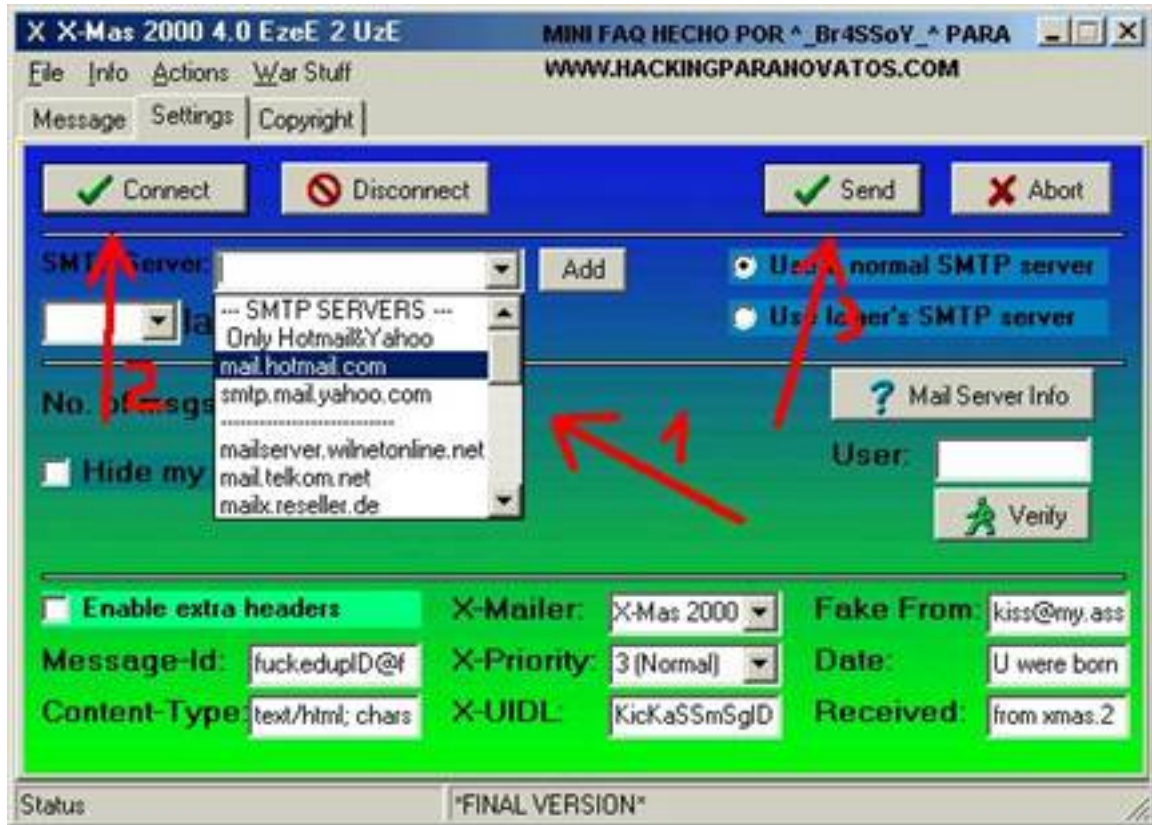 X X-Mas 2000 4.0 EzeE 2 UzE
MINI FAQ HECHO POR ^_Br4SSoY_^ PARA
WWW.HACKINGPARANOVATOS.COM
File Info Actions War Stuff
Message Settings Copyright
Connect Disconnect Send Abort
Server: Add
normal SMTP server
--- SMTP SERVERS ---
Only Hotmail&Yahoo
SMTP server
mail.hotmail.com
smtp.mail.yahoo.com
2
No. of msgs
1
3
? Mail Server Info
----------------------------
mailserver.wilnetonline.net
User:
Hide my
mail.telkom.net
mailx.reseller.de
Verify
Enable extra headers X-Mailer: X-Mas 2000 Fake From: kiss@my.ass
Message-Id: fuckedupID@f X-Priority: 3 (Normal) Date: U were born
Content-Type: text/html; chars X-UIDL: KicKaSSmSgID Received: from xmas.2
Status *FINAL VERSION*